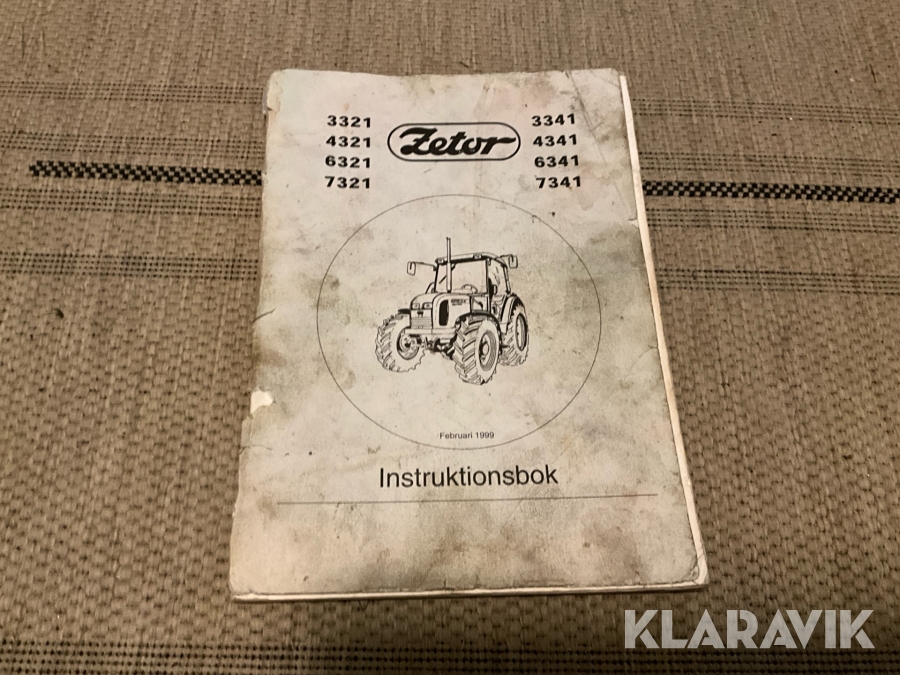 3321 Zetor 3341
4321 4341
6321 6341
7321 7341
Februari 1999
Instruktionsbok
KLARAVIK